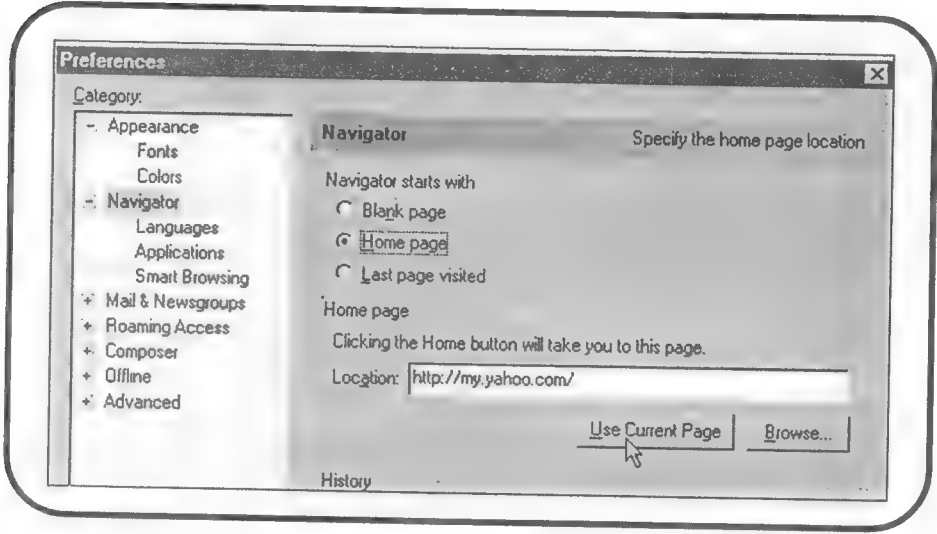 Preferences
Category:
- Appearance
Fonts
Colors
- Navigator
Languages
Applications
Smart Browsing
+ Mail & Newsgroups
+ Roaming Access
+ Composer
+ Offline
+ Advanced
Navigator
Specify the home page location
Navigator starts with
Blank page
Home page
Last page visited
Home page
Clicking the Home button will take you to this page.
Location: http://my.yahoo.com/
Use Current Page
Browse...
History